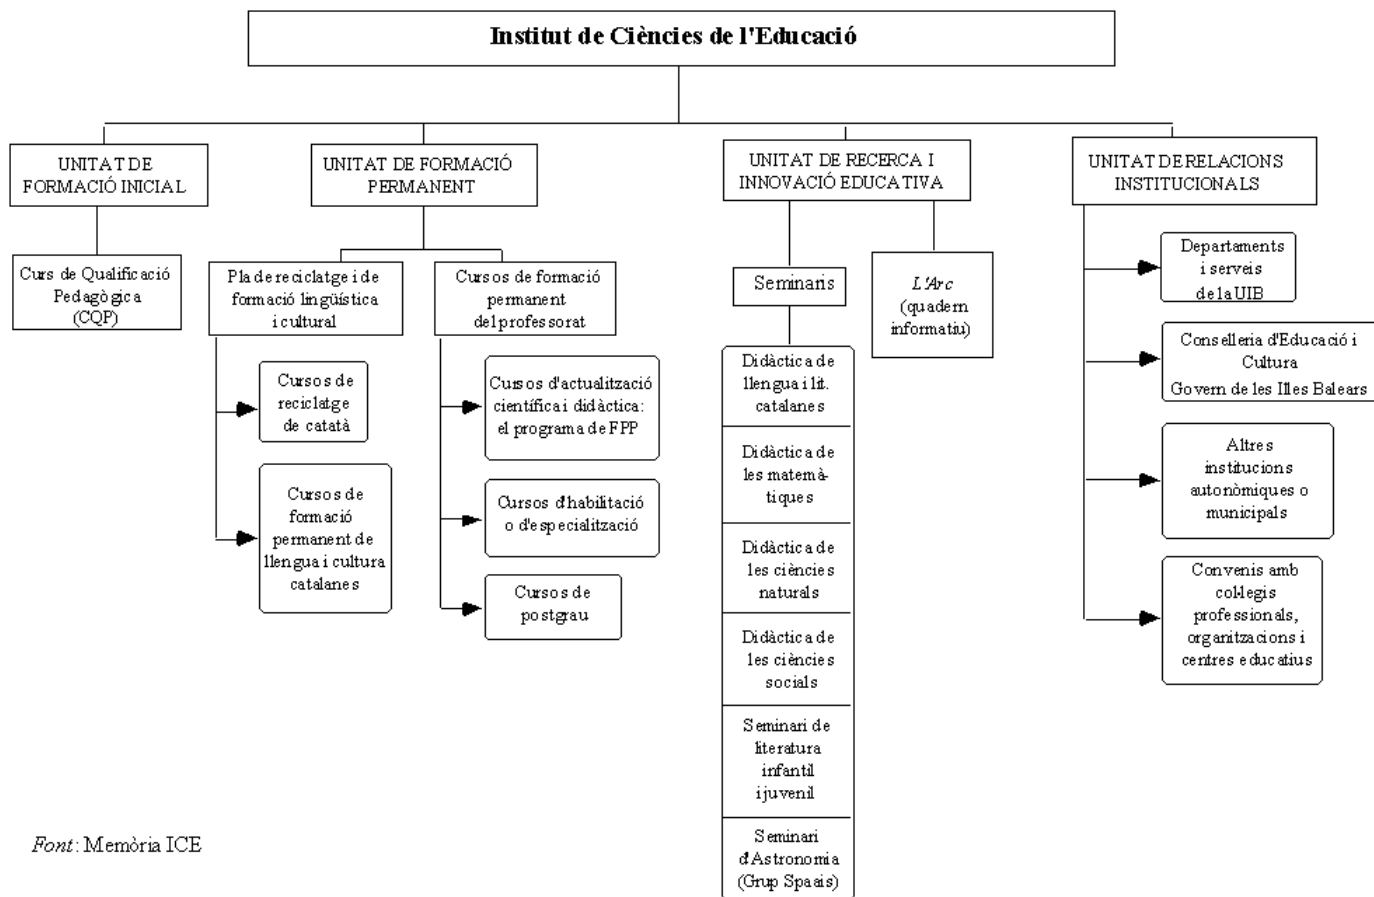 Institut de Ciències de l'Educació
UNITAT DE
FORMACIÓ INICIAL
UNITAT DE FORMACIÓ
PERMANENT
UNITAT DE RECERCA I
INNOVACIÓ EDUCATIVA
UNITAT DE RELACIONS
INSTITUCIONALS
Curs de Qualificació
Pedagògica
(CQP)
Pla de reciclatge i de
formació lingüística
i cultural
Cursos de
reciclatge
de catatà
Cursos de
formació
permanent de
llengua i cultura
catalanes
Cursos de formació
permanent
del professorat
Cursos d'actualització
científica i didàctica:
el programa de FPP
Cursos d'habilitació
o d'especialització
Cursos de
postgrau
Seminaris
Didàctica de
llengua i lit.
catalanes
Didàctica de
les matemà-
tiques
Didàctica de
les ciències
naturals
Didàctica de
les ciències
socials
Seminari de
literatura
infantil
i juvenil
Seminari
d'Astronomia
(Grup Spaais)
L'Arc
(quadern
informatiu)
Departaments
i serveis
de la UIB
Conselleria d'Educació i
Cultura
Govern de les Illes Balears
Altres
institucions
autonòmiques o
municipals
Convenis amb
col·legis
professionals,
organitzacions i
centres educatius
Font: Memòria ICE